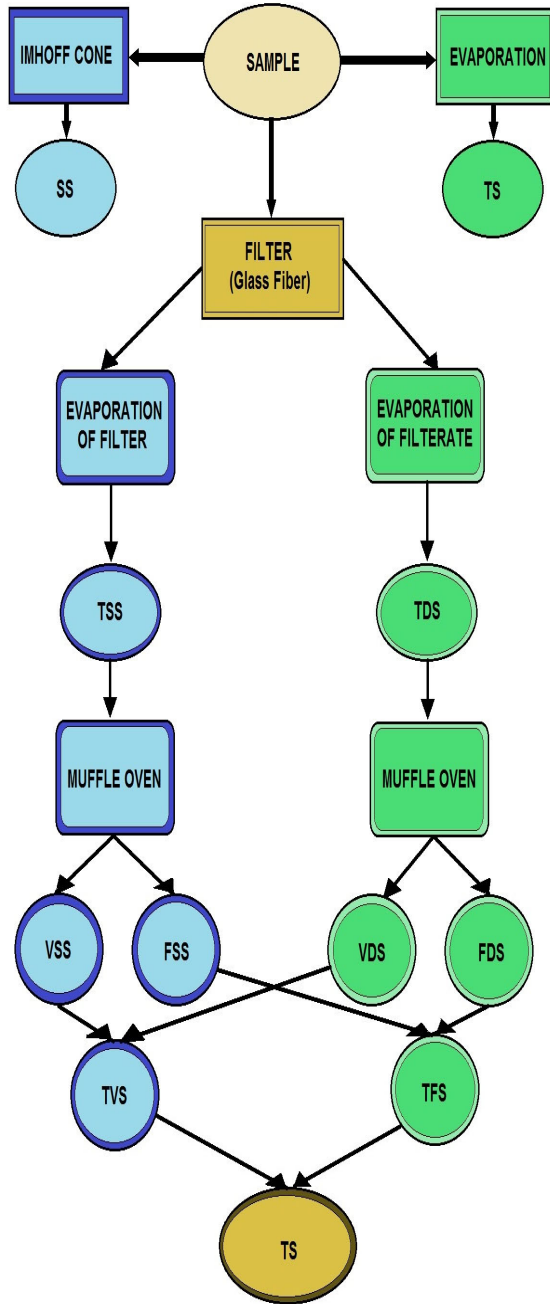 IMHOFF CONE
SAMPLE
EVAPORATION
SS
TS
FILTER
(Glass Fiber)
EVAPORATION
OF FILTER
EVAPORATION
OF FILTERATE
TSS
TDS
MUFFLE OVEN
MUFFLE OVEN
VSS
FSS
VDS
FDS
TVS
TFS
TS